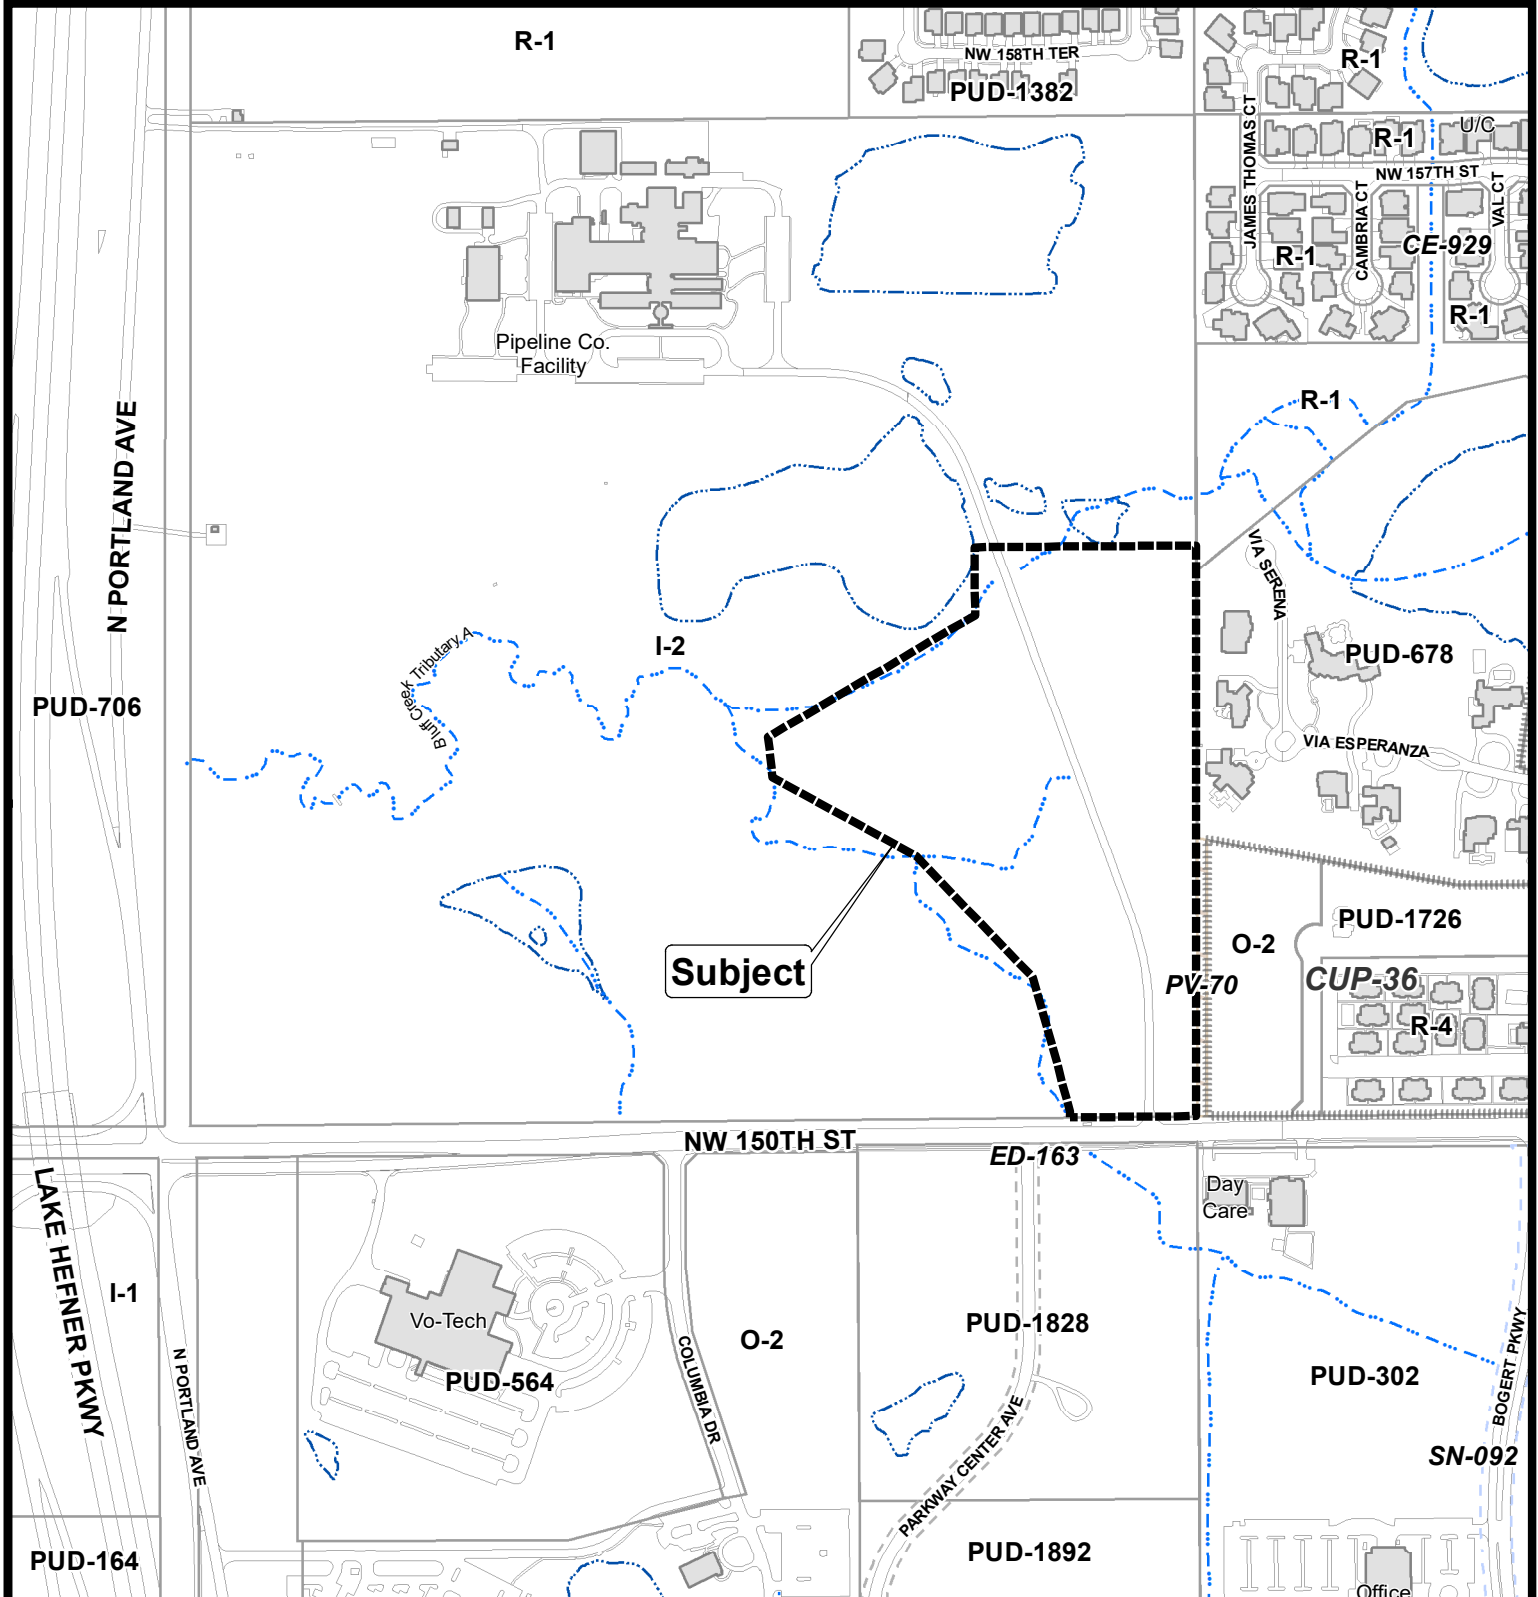 R-1
NW 158TH TER
PUD-1382
R-1
JAMES THOMAS CT
R-1
U/C
NW 157TH ST
CAMBRIA CT
VAL CT
CE-929
R-1
R-1
Pipeline Co.
Facility
R-1
N PORTLAND AVE
VIA SERENA
Bluff Creek Tributary A
I-2
PUD-678
PUD-706
VIA ESPERANZA
PUD-1726
O-2
Subject
PV-70
CUP-36
R-4
NW 150TH ST
ED-163
LAKE HEFNER PKWY
Day
Care
I-1
Vo-Tech
PUD-564
N PORTLAND AVE
COLUMBIA DR
O-2
PUD-1828
PARKWAY CENTER AVE
PUD-302
BOGERT PKWY
SN-092
PUD-164
PUD-1892
Office